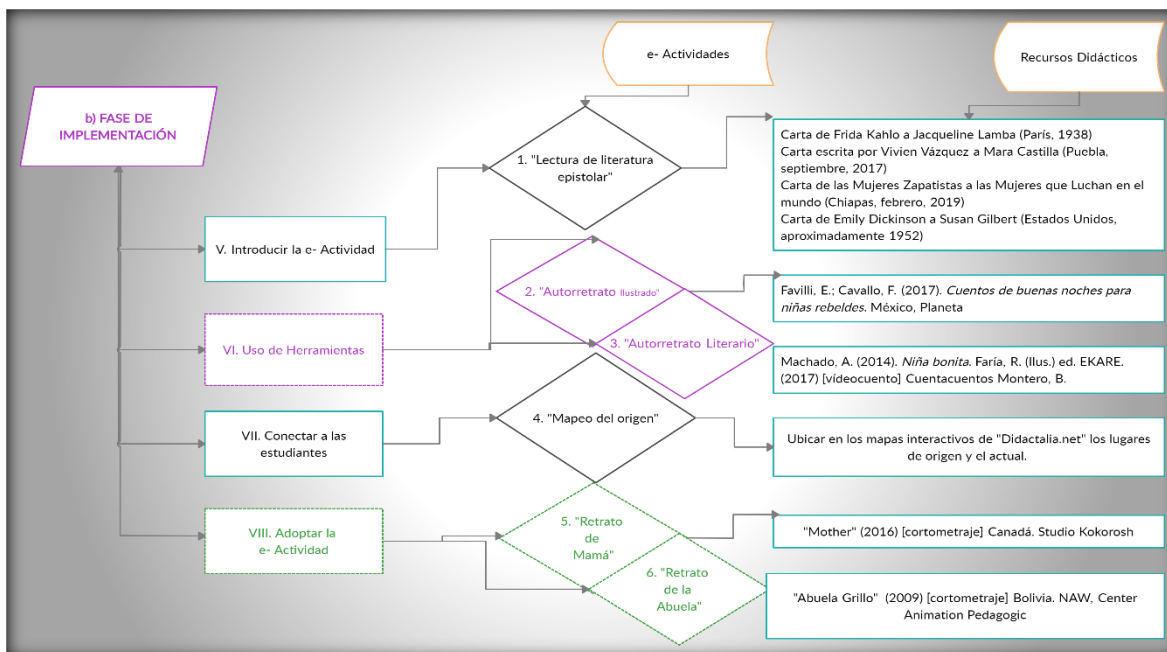 e- Actividades
Recursos Didácticos
b) FASE DE
IMPLEMENTACIÓN
1. "Lectura de literatura
epistolar"
Carta de Frida Kahlo a Jacqueline Lamba (París, 1938)
Carta escrita por Vivien Vázquez a Mara Castilla (Puebla,
septiembre, 2017)
Carta de las Mujeres Zapatistas a las Mujeres que Luchan en el
mundo (Chiapas, febrero, 2019)
Carta de Emily Dickinson a Susan Gilbert (Estados Unidos,
aproximadamente 1952)
V. Introducir la e- Actividad
2. "Autorretrato Ilustrado"
Favilli, E.; Cavallo, F. (2017). Cuentos de buenas noches para
niñas rebeldes. México, Planeta
VI. Uso de Herramientas
3. "Autorretrato Literario"
Machado, A. (2014). Niña bonita. Faría, R. (Ilus.) ed. EKARE.
(2017) [vídeocuento] Cuentacuentos Montero, B.
VII. Conectar a las
estudiantes
4. "Mapeo del origen"
Ubicar en los mapas interactivos de "Didactalia.net" los lugares
de origen y el actual.
VIII. Adoptar la
e- Actividad
5. "Retrato
de
Mamá"
"Mother" (2016) [cortometraje] Canadá. Studio Kokorosh
6. "Retrato
de la
Abuela"
"Abuela Grillo" (2009) [cortometraje] Bolivia. NAW, Center
Animation Pedagogic